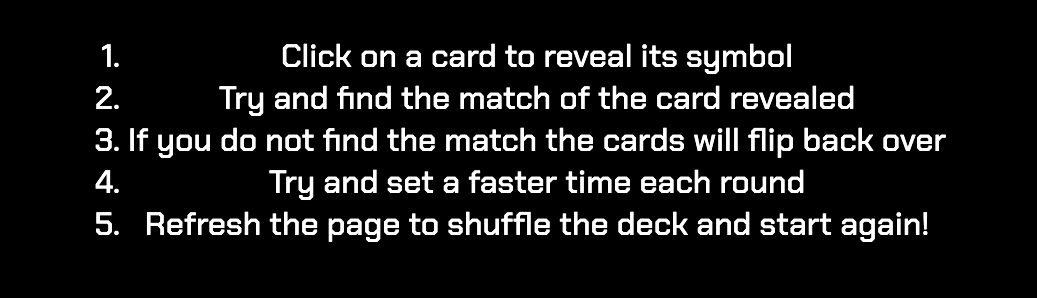 1. Click on a card to reveal its symbol
2. Try and find the match of the card revealed
3. If you do not find the match the cards will flip back over
4. Try and set a faster time each round
5. Refresh the page to shuffle the deck and start again!